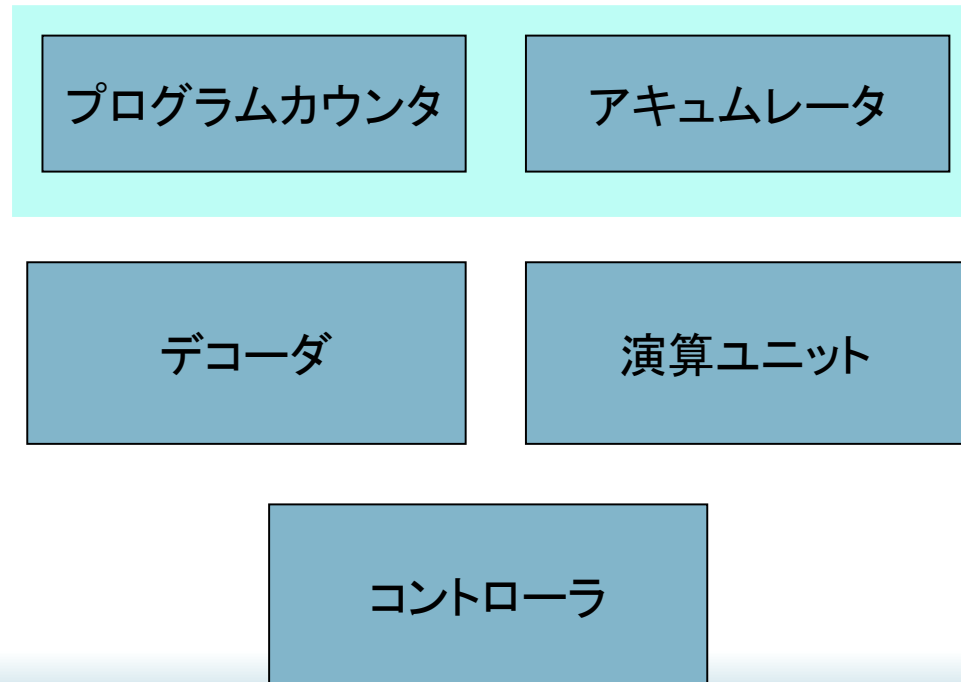 プログラムカウンタ
アキュムレータ
デコーダ
演算ユニット
コントローラ